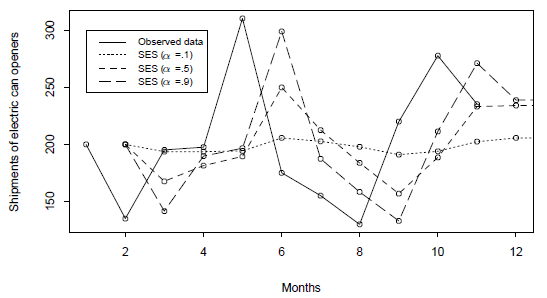 Shipments of electric can openers
300
250
200
150
Observed data
SES (α =.1)
SES (α =.5)
SES (α =.9)
2 4 6 8 10 12
Months